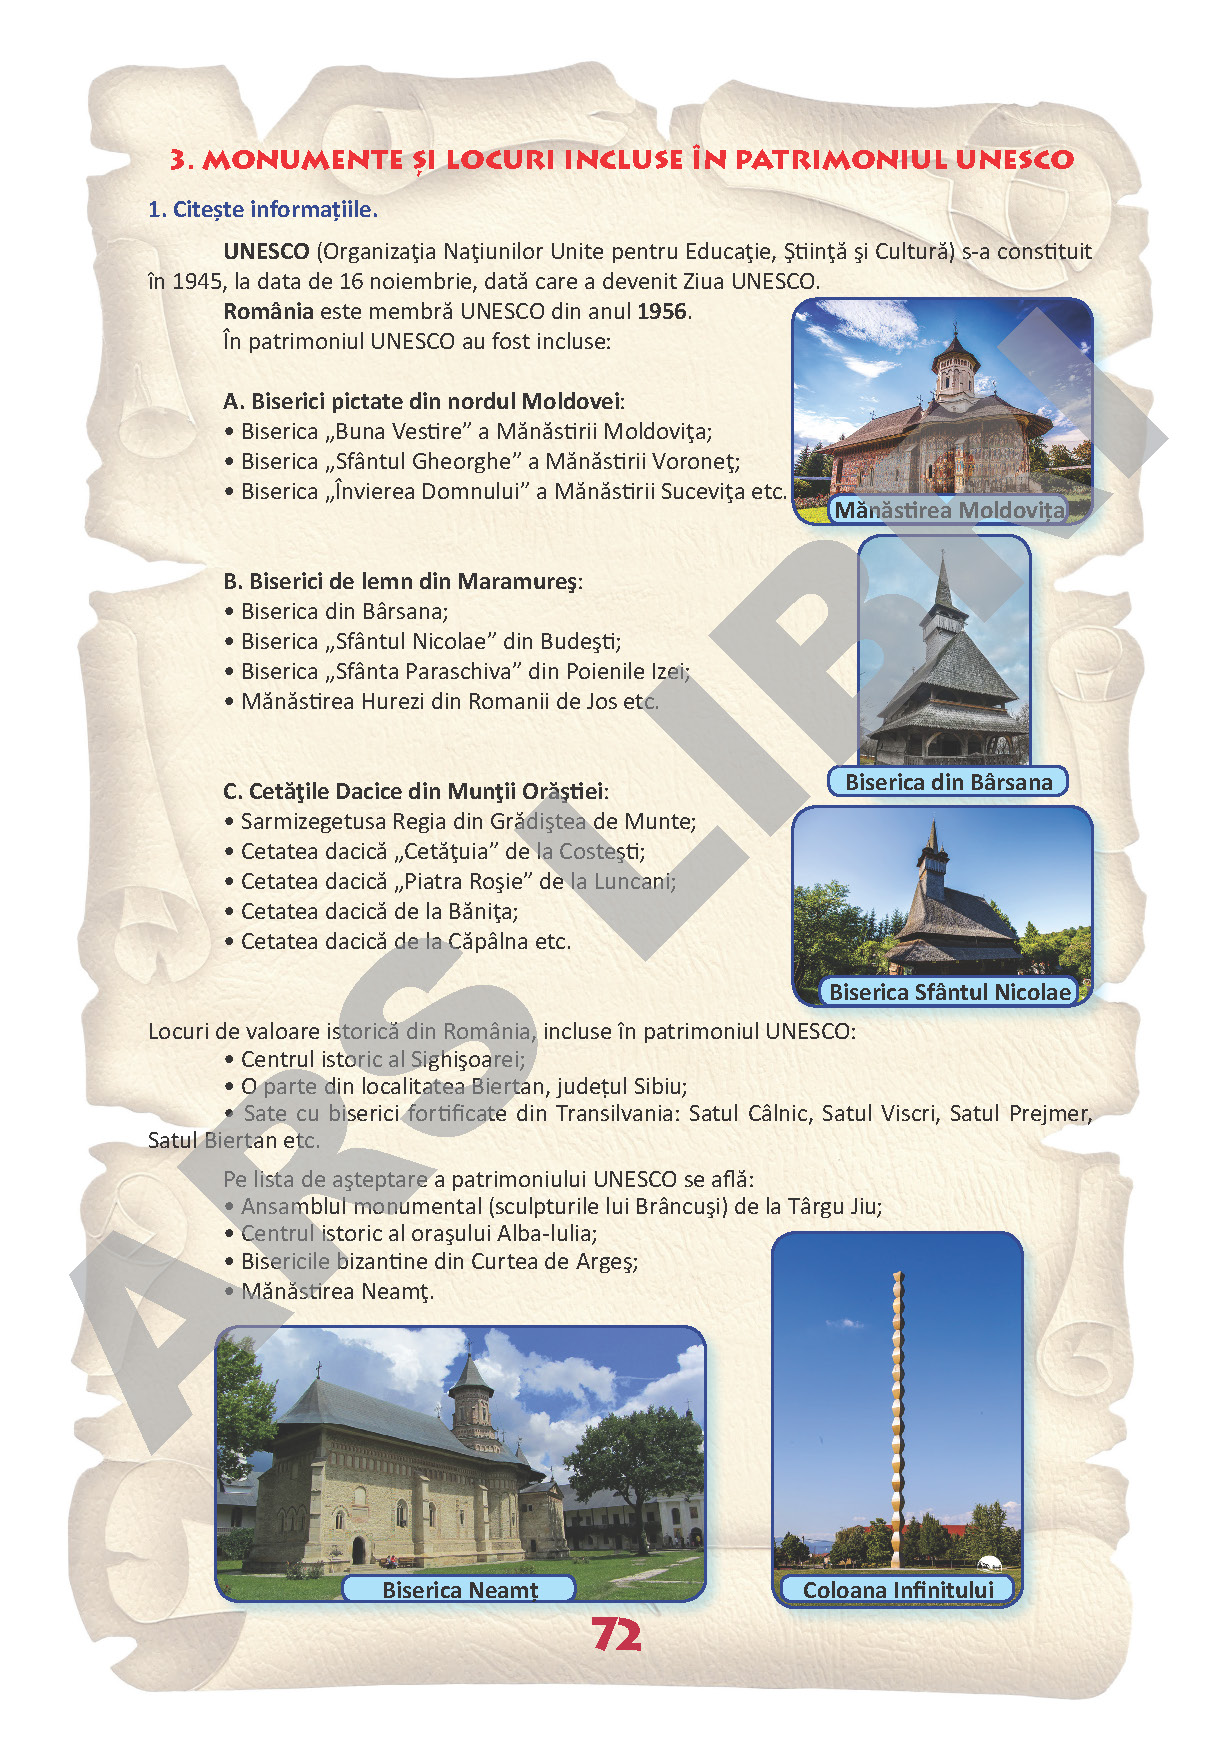 3. MONUMENTE ȘI LOCURI INCLUSE ÎN PATRIMONIUL UNESCO
1. Citește informațiile.
UNESCO (Organizaţia Naţiunilor Unite pentru Educaţie, Ştiinţă şi Cultură) s-a constituit
în 1945, la data de 16 noiembrie, dată care a devenit Ziua UNESCO.
România este membră UNESCO din anul 1956.
În patrimoniul UNESCO au fost incluse:
A. Biserici pictate din nordul Moldovei:
• Biserica „Buna Vestire” a Mănăstirii Moldoviţa;
• Biserica „Sfântul Gheorghe” a Mănăstirii Voroneţ;
• Biserica „Învierea Domnului” a Mănăstirii Suceviţa etc.
Mănăstirea Moldovița
B. Biserici de lemn din Maramureş:
• Biserica din Bârsana;
• Biserica „Sfântul Nicolae” din Budeşti;
• Biserica „Sfânta Paraschiva” din Poienile Izei;
• Mănăstirea Hurezi din Romanii de Jos etc.
Biserica din Bârsana
C. Cetăţile Dacice din Munţii Orăştiei:
• Sarmizegetusa Regia din Grădiştea de Munte;
• Cetatea dacică „Cetăţuia” de la Costeşti;
• Cetatea dacică „Piatra Roşie” de la Luncani;
• Cetatea dacică de la Băniţa;
• Cetatea dacică de la Căpâlna etc.
Biserica Sfântul Nicolae
Locuri de valoare istorică din România, incluse în patrimoniul UNESCO:
• Centrul istoric al Sighişoarei;
• O parte din localitatea Biertan, județul Sibiu;
• Sate cu biserici fortificate din Transilvania: Satul Câlnic, Satul Viscri, Satul Prejmer,
Satul Biertan etc.
Pe lista de aşteptare a patrimoniului UNESCO se află:
• Ansamblul monumental (sculpturile lui Brâncuşi) de la Târgu Jiu;
• Centrul istoric al oraşului Alba-Iulia;
• Bisericile bizantine din Curtea de Argeş;
• Mănăstirea Neamţ.
Biserica Neamț
Coloana Infinitului
72
ARS LIBRI